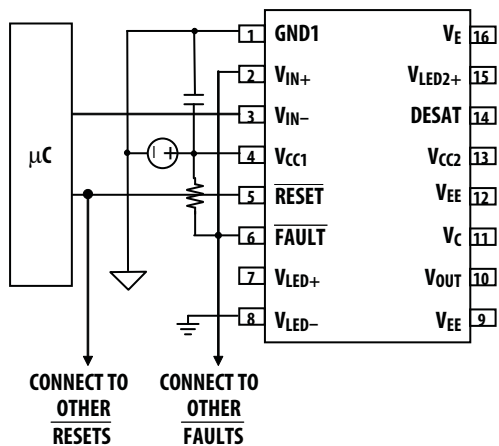 μC
1 GND1 VE 16
2 VIN+ VLED2+ 15
3 VIN– DESAT 14
4 VCC1 VCC2 13
5 RESET VEE 12
6 FAULT VC 11
7 VLED+ VOUT 10
8 VLED– VEE 9
– +
CONNECT TO
OTHER
RESETS
CONNECT TO
OTHER
FAULTS